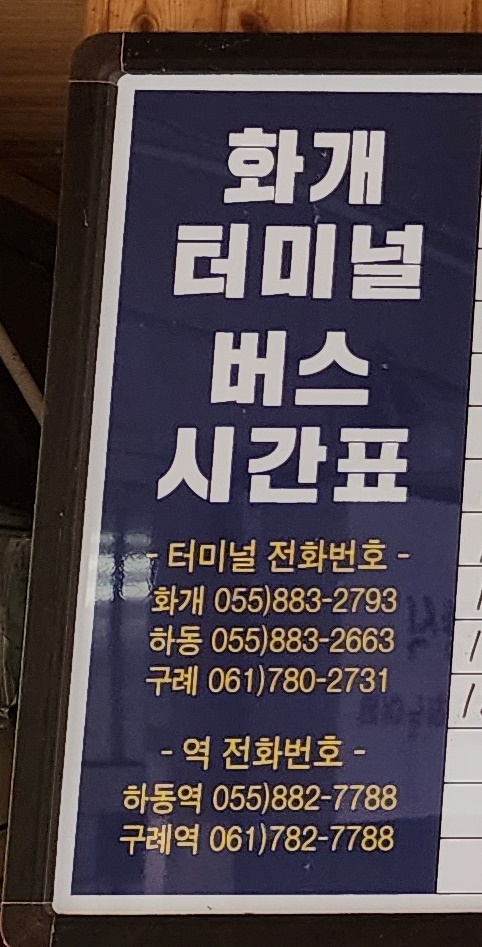 화개
터미널
버스
시간표
- 터미널 전화번호 -
화개 055)883-2793
하동 055)883-2663
구례 061)780-2731
- 역 전화번호 -
하동역 055)882-7788
구례역 061)782-7788